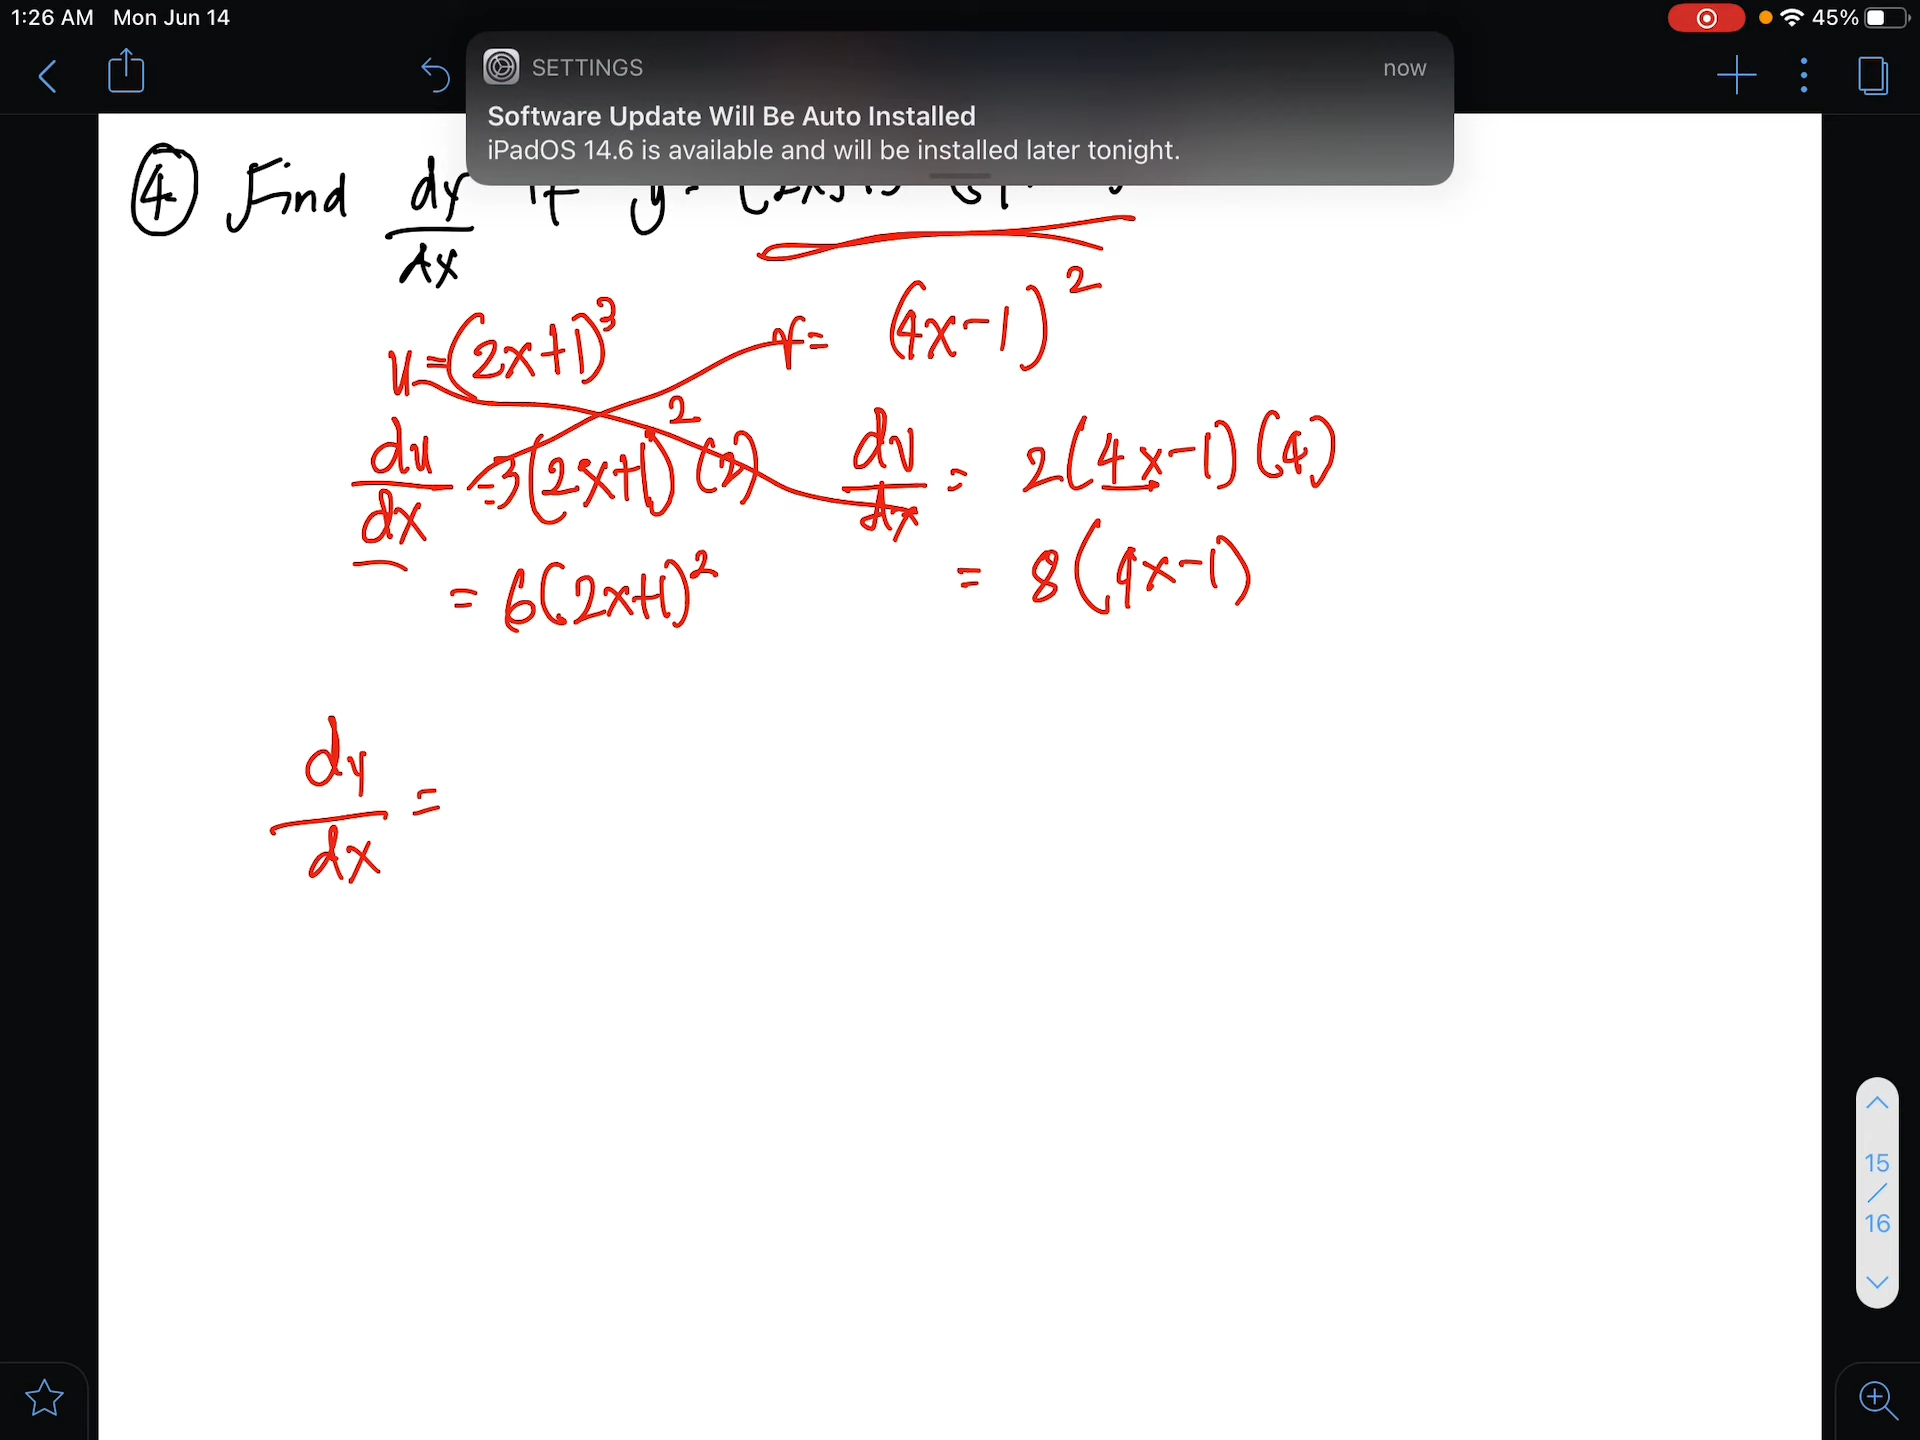 1:26 AM Mon Jun 14
45%
SETTINGS
now
Software Update Will Be Auto Installed
iPadOS 14.6 is available and will be installed later tonight.
④ Find dy/dx if y =
u = (2x+1)³ v = (4x-1)²
du/dx = 3(2x+1)² (2) dv/dx = 2(4x-1)(4)
= 6(2x+1)² = 8(4x-1)
dy/dx =
15
/
16